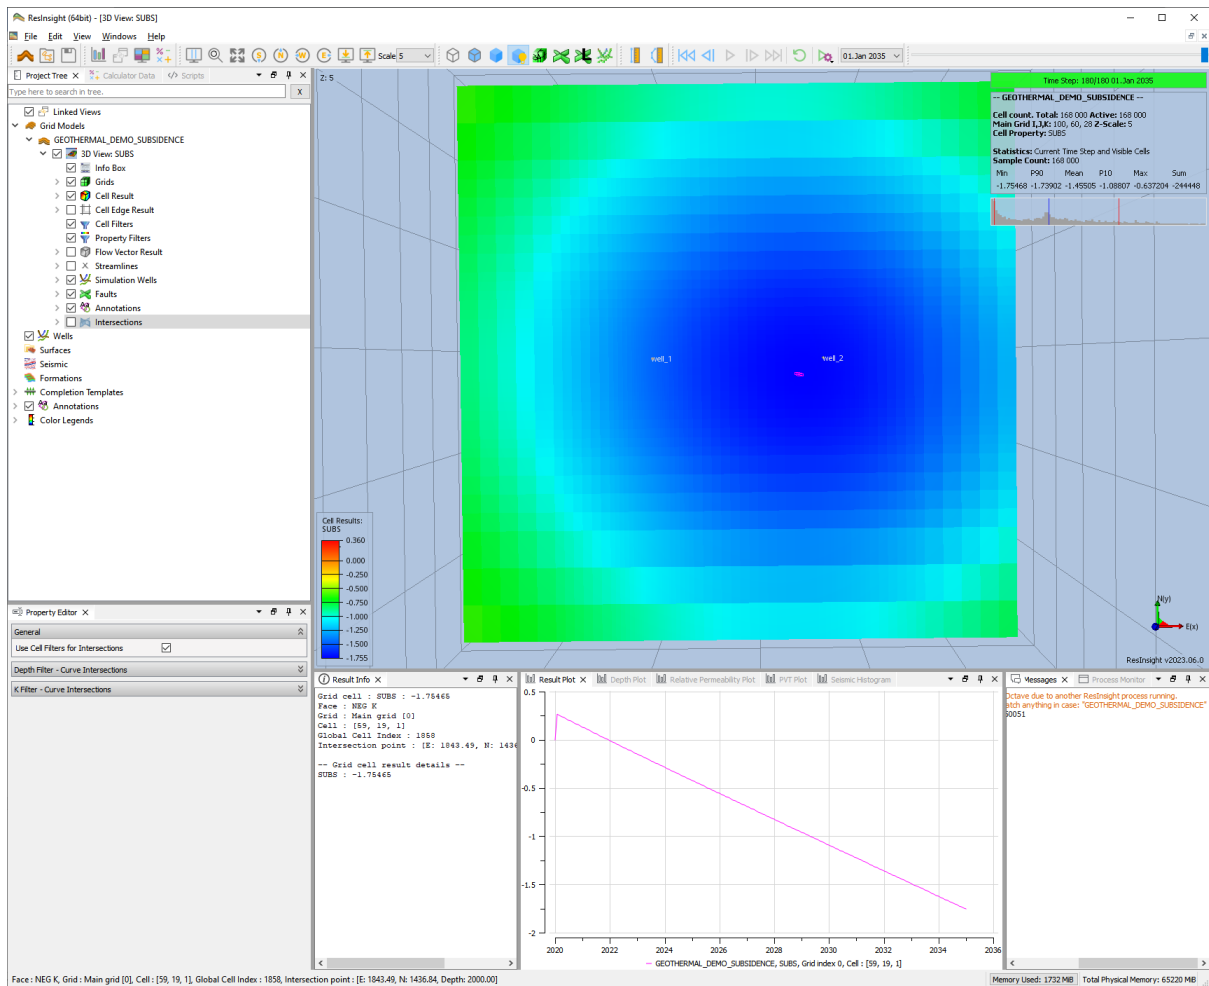 ResInsight (64bit) - [3D View: SUBS]
File Edit View Windows Help
Scale 5
01.Jan 2035
Project Tree
Calculator Data
Scripts
Type here to search in tree.
X
Linked Views
Grid Models
GEOTHERMAL_DEMO_SUBSIDENCE
3D View: SUBS
Info Box
Grids
Cell Result
Cell Edge Result
Cell Filters
Property Filters
Flow Vector Result
Streamlines
Simulation Wells
Faults
Annotations
Intersections
Wells
Surfaces
Seismic
Formations
Completion Templates
Annotations
Color Legends
Property Editor
General
Use Cell Filters for Intersections
Depth Filter - Curve Intersections
K Filter - Curve Intersections
Z: 5
Time Step: 180/180 01.Jan 2035
-- GEOTHERMAL_DEMO_SUBSIDENCE --
Cell count. Total: 168 000 Active: 168 000
Main Grid I,J,K: 100, 60, 28 Z-Scale: 5
Cell Property: SUBS
Statistics: Current Time Step and Visible Cells
Sample Count: 168 000
Min P90 Mean P10 Max Sum
-1.75468 -1.73902 -1.45505 -1.08807 -0.637204 -244448
well_1
well_2
Cell Results:
SUBS
0.360
0.000
-0.250
-0.500
-0.750
-1.000
-1.250
-1.500
-1.755
N(y)
E(x)
ResInsight v2023.06.0
Result Info
Grid cell : SUBS : -1.75465
Face : NEG K
Grid : Main grid [0]
Cell : [59, 19, 1]
Global Cell Index : 1858
Intersection point : [E: 1843.49, N: 1436
-- Grid cell result details --
SUBS : -1.75465
Result Plot
Depth Plot
Relative Permeability Plot
PVT Plot
Seismic Histogram
0.5
0
-0.5
-1
-1.5
-2
2020 2022 2024 2026 2028 2030 2032 2034 2036
GEOTHERMAL_DEMO_SUBSIDENCE, SUBS, Grid index 0, Cell : [59, 19, 1]
Messages
Process Monitor
Octave due to another ResInsight process running.
atch anything in case: "GEOTHERMAL_DEMO_SUBSIDENCE"
50051
Face : NEG K, Grid : Main grid [0], Cell : [59, 19, 1], Global Cell Index : 1858, Intersection point : [E: 1843.49, N: 1436.84, Depth: 2000.00]
Memory Used: 1732 MiB
Total Physical Memory: 65220 MiB